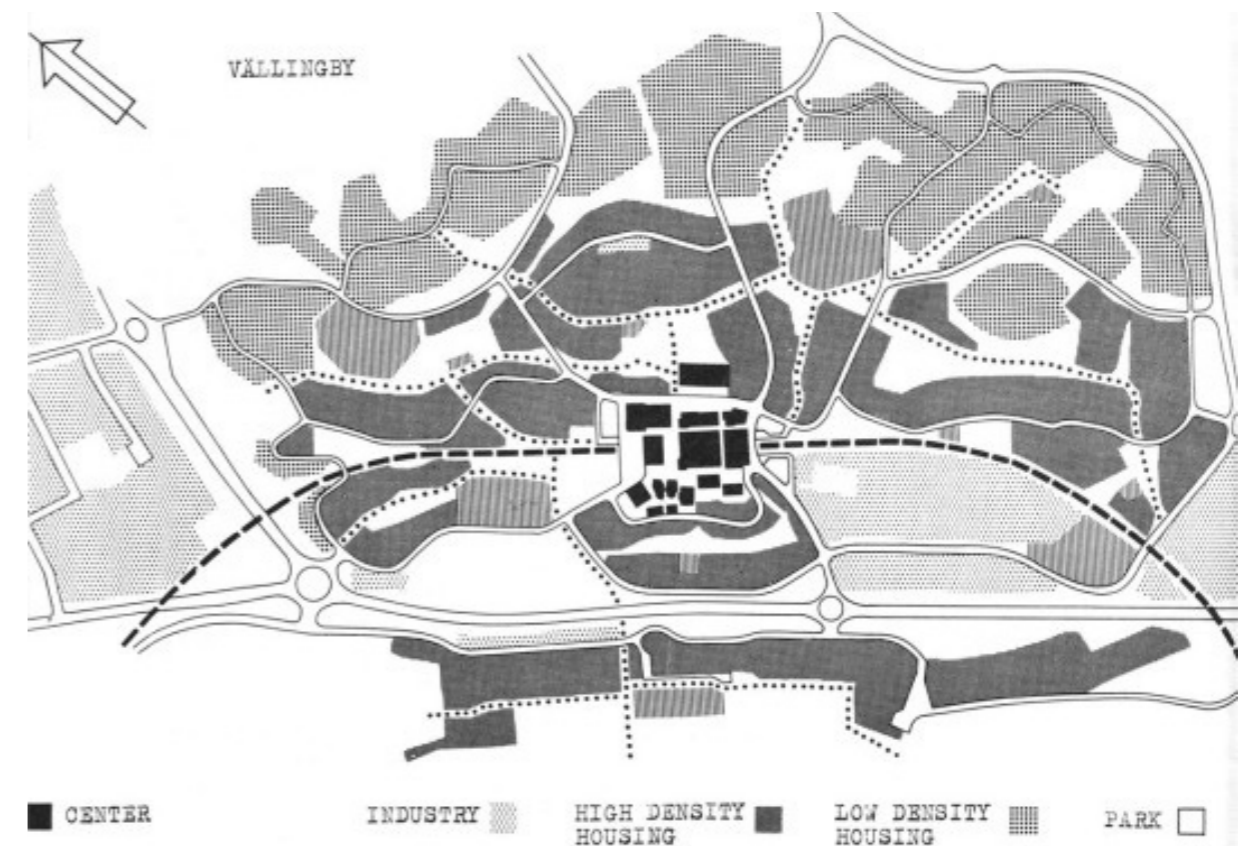 VÄLLINGBY
CENTER
INDUSTRY
HIGH DENSITY
HOUSING
LOW DENSITY
HOUSING
PARK